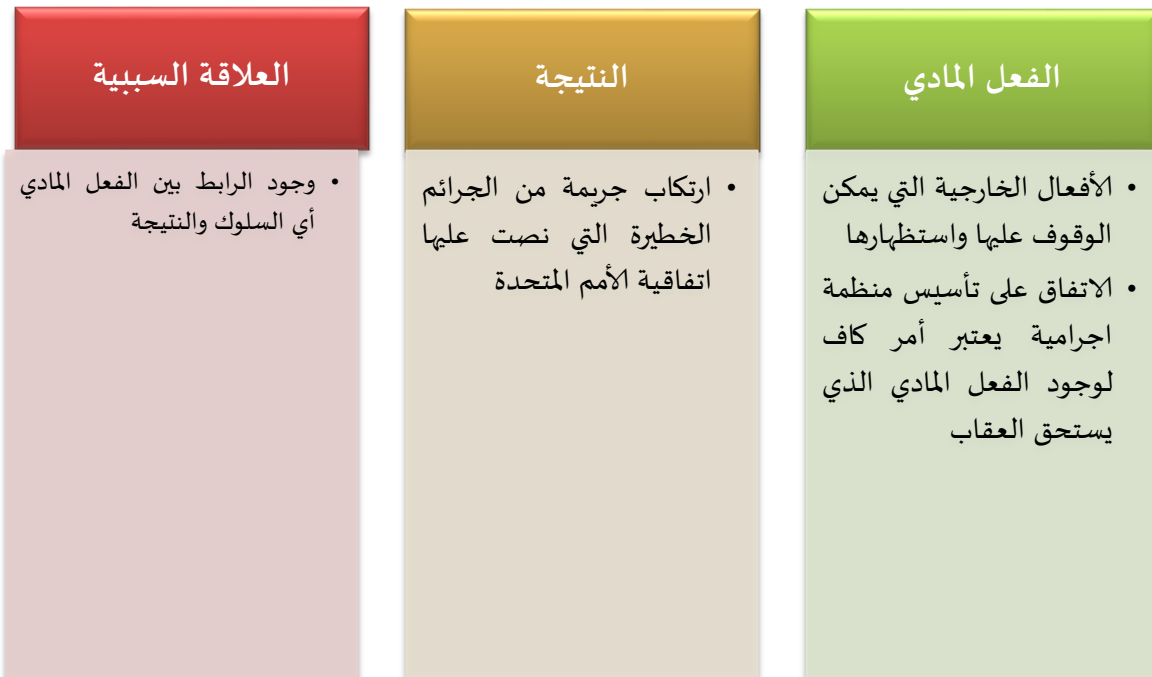 الفعل المادي
• الأفعال الخارجية التي يمكن
الوقوف عليها واستظهارها
• الاتفاق على تأسيس منظمة
اجرامية يعتبر أمر كاف
لوجود الفعل المادي الذي
يستحق العقاب
النتيجة
• ارتكاب جريمة من الجرائم
الخطيرة التي نصت عليها
اتفاقية الأمم المتحدة
العلاقة السببية
• وجود الرابط بين الفعل المادي
أي السلوك والنتيجة